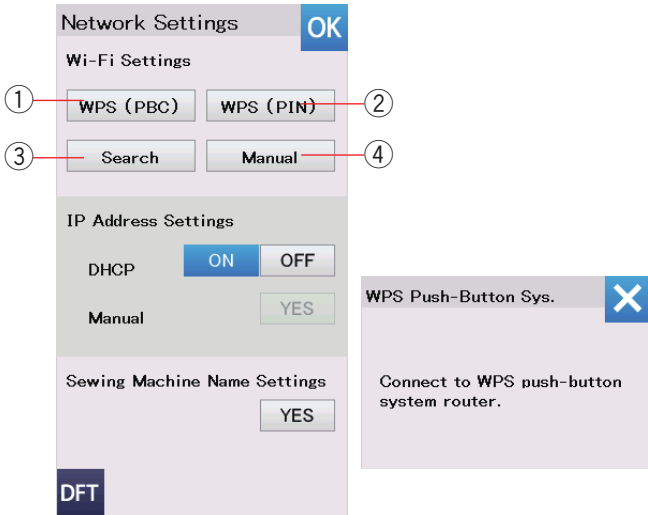 Network Settings
OK
Wi-Fi Settings
① WPS (PBC) WPS (PIN) ②
③ Search Manual ④
IP Address Settings
DHCP ON OFF
Manual YES
Sewing Machine Name Settings
YES
DFT
WPS Push-Button Sys.
Connect to WPS push-button
system router.